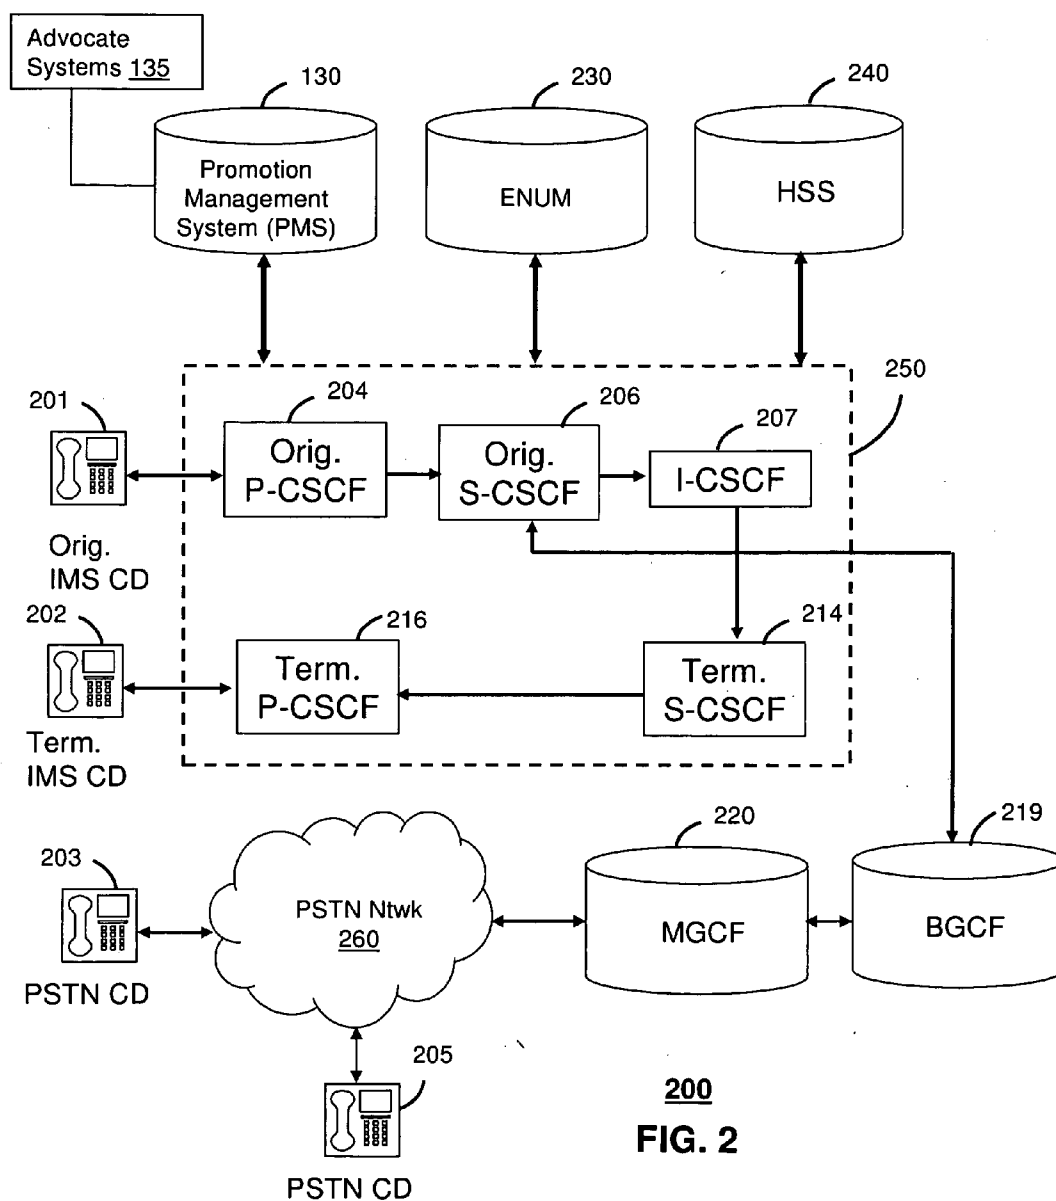 Advocate
Systems 135
130
230
240
Promotion
Management
System (PMS)
ENUM
HSS
250
201
204
206
207
Orig.
P-CSCF
Orig.
S-CSCF
I-CSCF
Orig.
IMS CD
202
216
214
Term.
P-CSCF
Term.
S-CSCF
Term.
IMS CD
203
220
219
PSTN Ntwk
260
MGCF
BGCF
PSTN CD
205
200
FIG. 2
PSTN CD